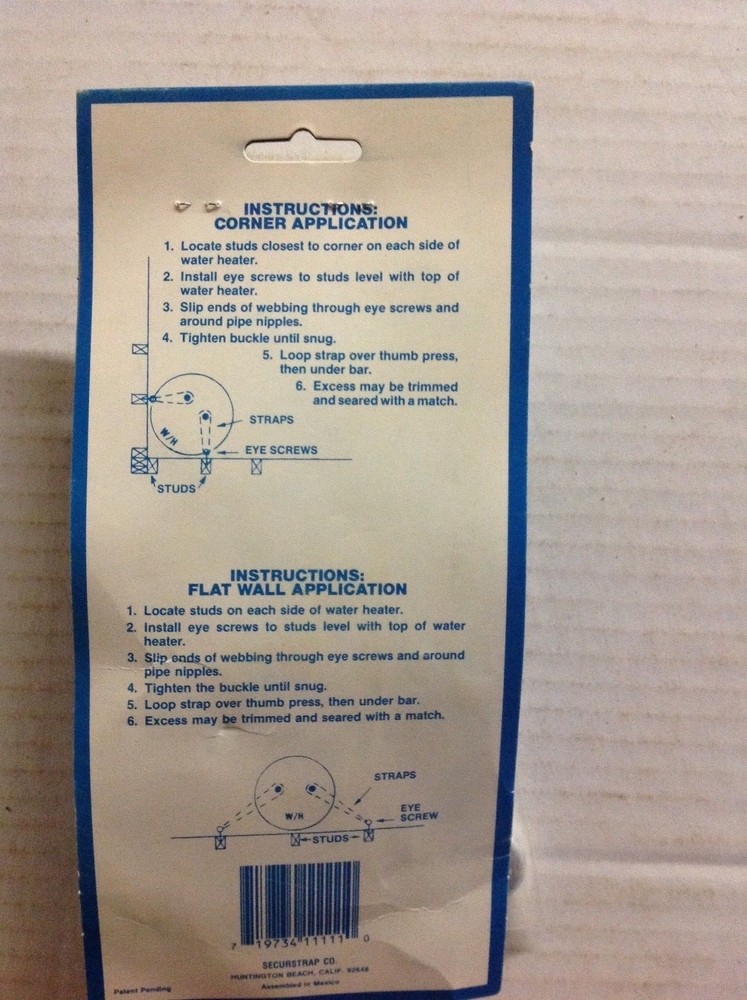 INSTRUCTIONS:
CORNER APPLICATION
1. Locate studs closest to corner on each side of
water heater.
2. Install eye screws to studs level with top of
water heater.
3. Slip ends of webbing through eye screws and
around pipe nipples.
4. Tighten buckle until snug.
5. Loop strap over thumb press,
then under bar.
6. Excess may be trimmed
and seared with a match.
STRAPS
W/H
EYE SCREWS
STUDS
INSTRUCTIONS:
FLAT WALL APPLICATION
1. Locate studs on each side of water heater.
2. Install eye screws to studs level with top of water
heater.
3. Slip ends of webbing through eye screws and around
pipe nipples.
4. Tighten the buckle until snug.
5. Loop strap over thumb press, then under bar.
6. Excess may be trimmed and seared with a match.
STRAPS
EYE
SCREW
W/H
STUDS
7 19734 11111 0
SECURSTRAP CO.
HUNTINGTON BEACH, CALIF. 92648
Assembled in Mexico
Patent Pending